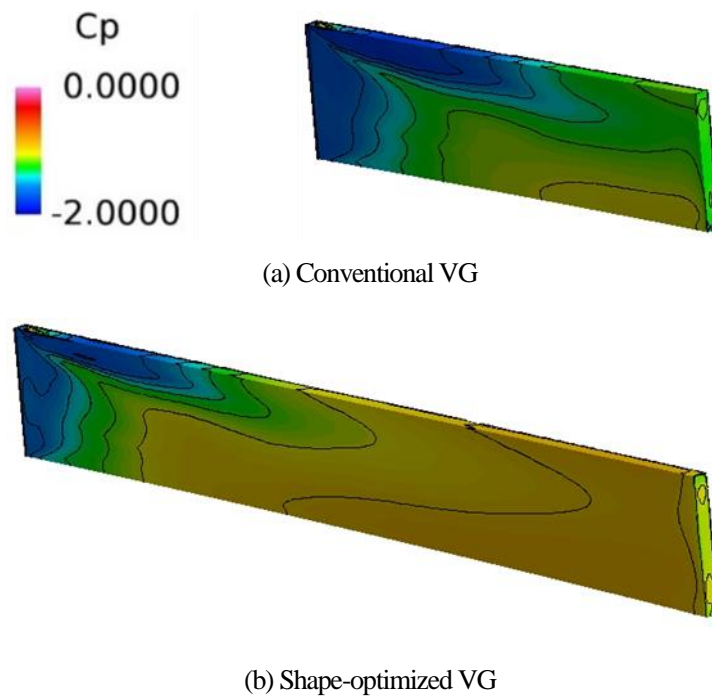 Cp
0.0000
-2.0000
(a) Conventional VG
(b) Shape-optimized VG